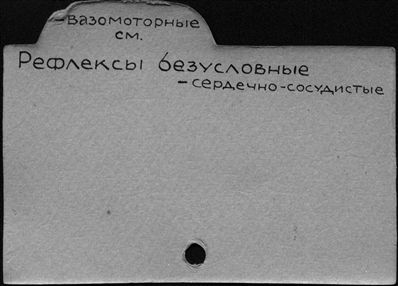 -вазомоторные
см.
Рефлексы безусловные
-сердечно-сосудистые